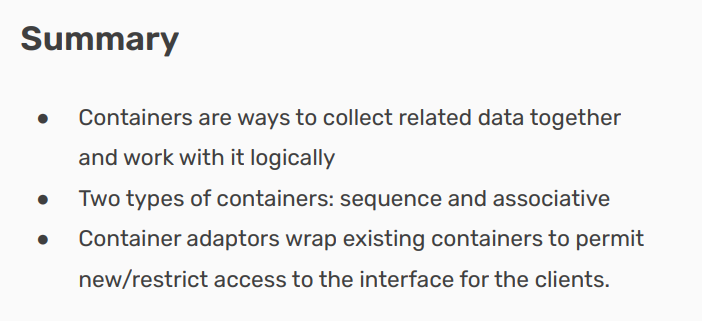 Summary
● Containers are ways to collect related data together
and work with it logically
● Two types of containers: sequence and associative
● Container adaptors wrap existing containers to permit
new/restrict access to the interface for the clients.